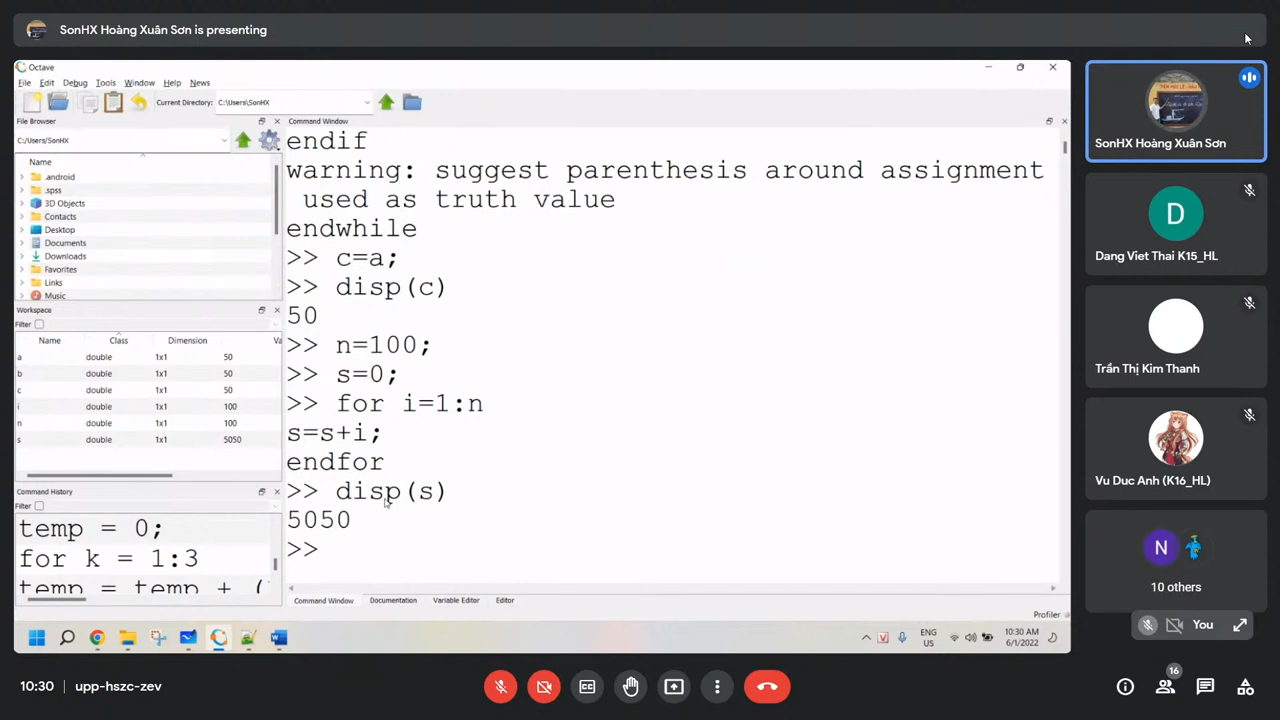 SonHX Hoàng Xuân Sơn is presenting
Octave
File Edit Debug Tools Window Help News
Current Directory: C:\Users\SonHX
File Browser
C:/Users/SonHX
Name
.android
.spss
3D Objects
Contacts
Desktop
Documents
Downloads
Favorites
Links
Music
Workspace
Filter
Name Class Dimension Va
a double 1x1 50
b double 1x1 50
c double 1x1 50
i double 1x1 100
n double 1x1 100
s double 1x1 5050
Command History
Filter
temp = 0;
for k = 1:3
temp = temp + (
Command Window
endif
warning: suggest parenthesis around assignment
used as truth value
endwhile
>> c=a;
>> disp(c)
50
>> n=100;
>> s=0;
>> for i=1:n
s=s+i;
endfor
>> disp(s)
5050
>>
Command Window Documentation Variable Editor Editor
Profiler
ENG
US
10:30 AM
6/1/2022
SonHX Hoàng Xuân Sơn
D
Dang Viet Thai K15_HL
Trần Thị Kim Thanh
Vu Duc Anh (K16_HL)
N
10 others
You
10:30 | upp-hszc-zev
16